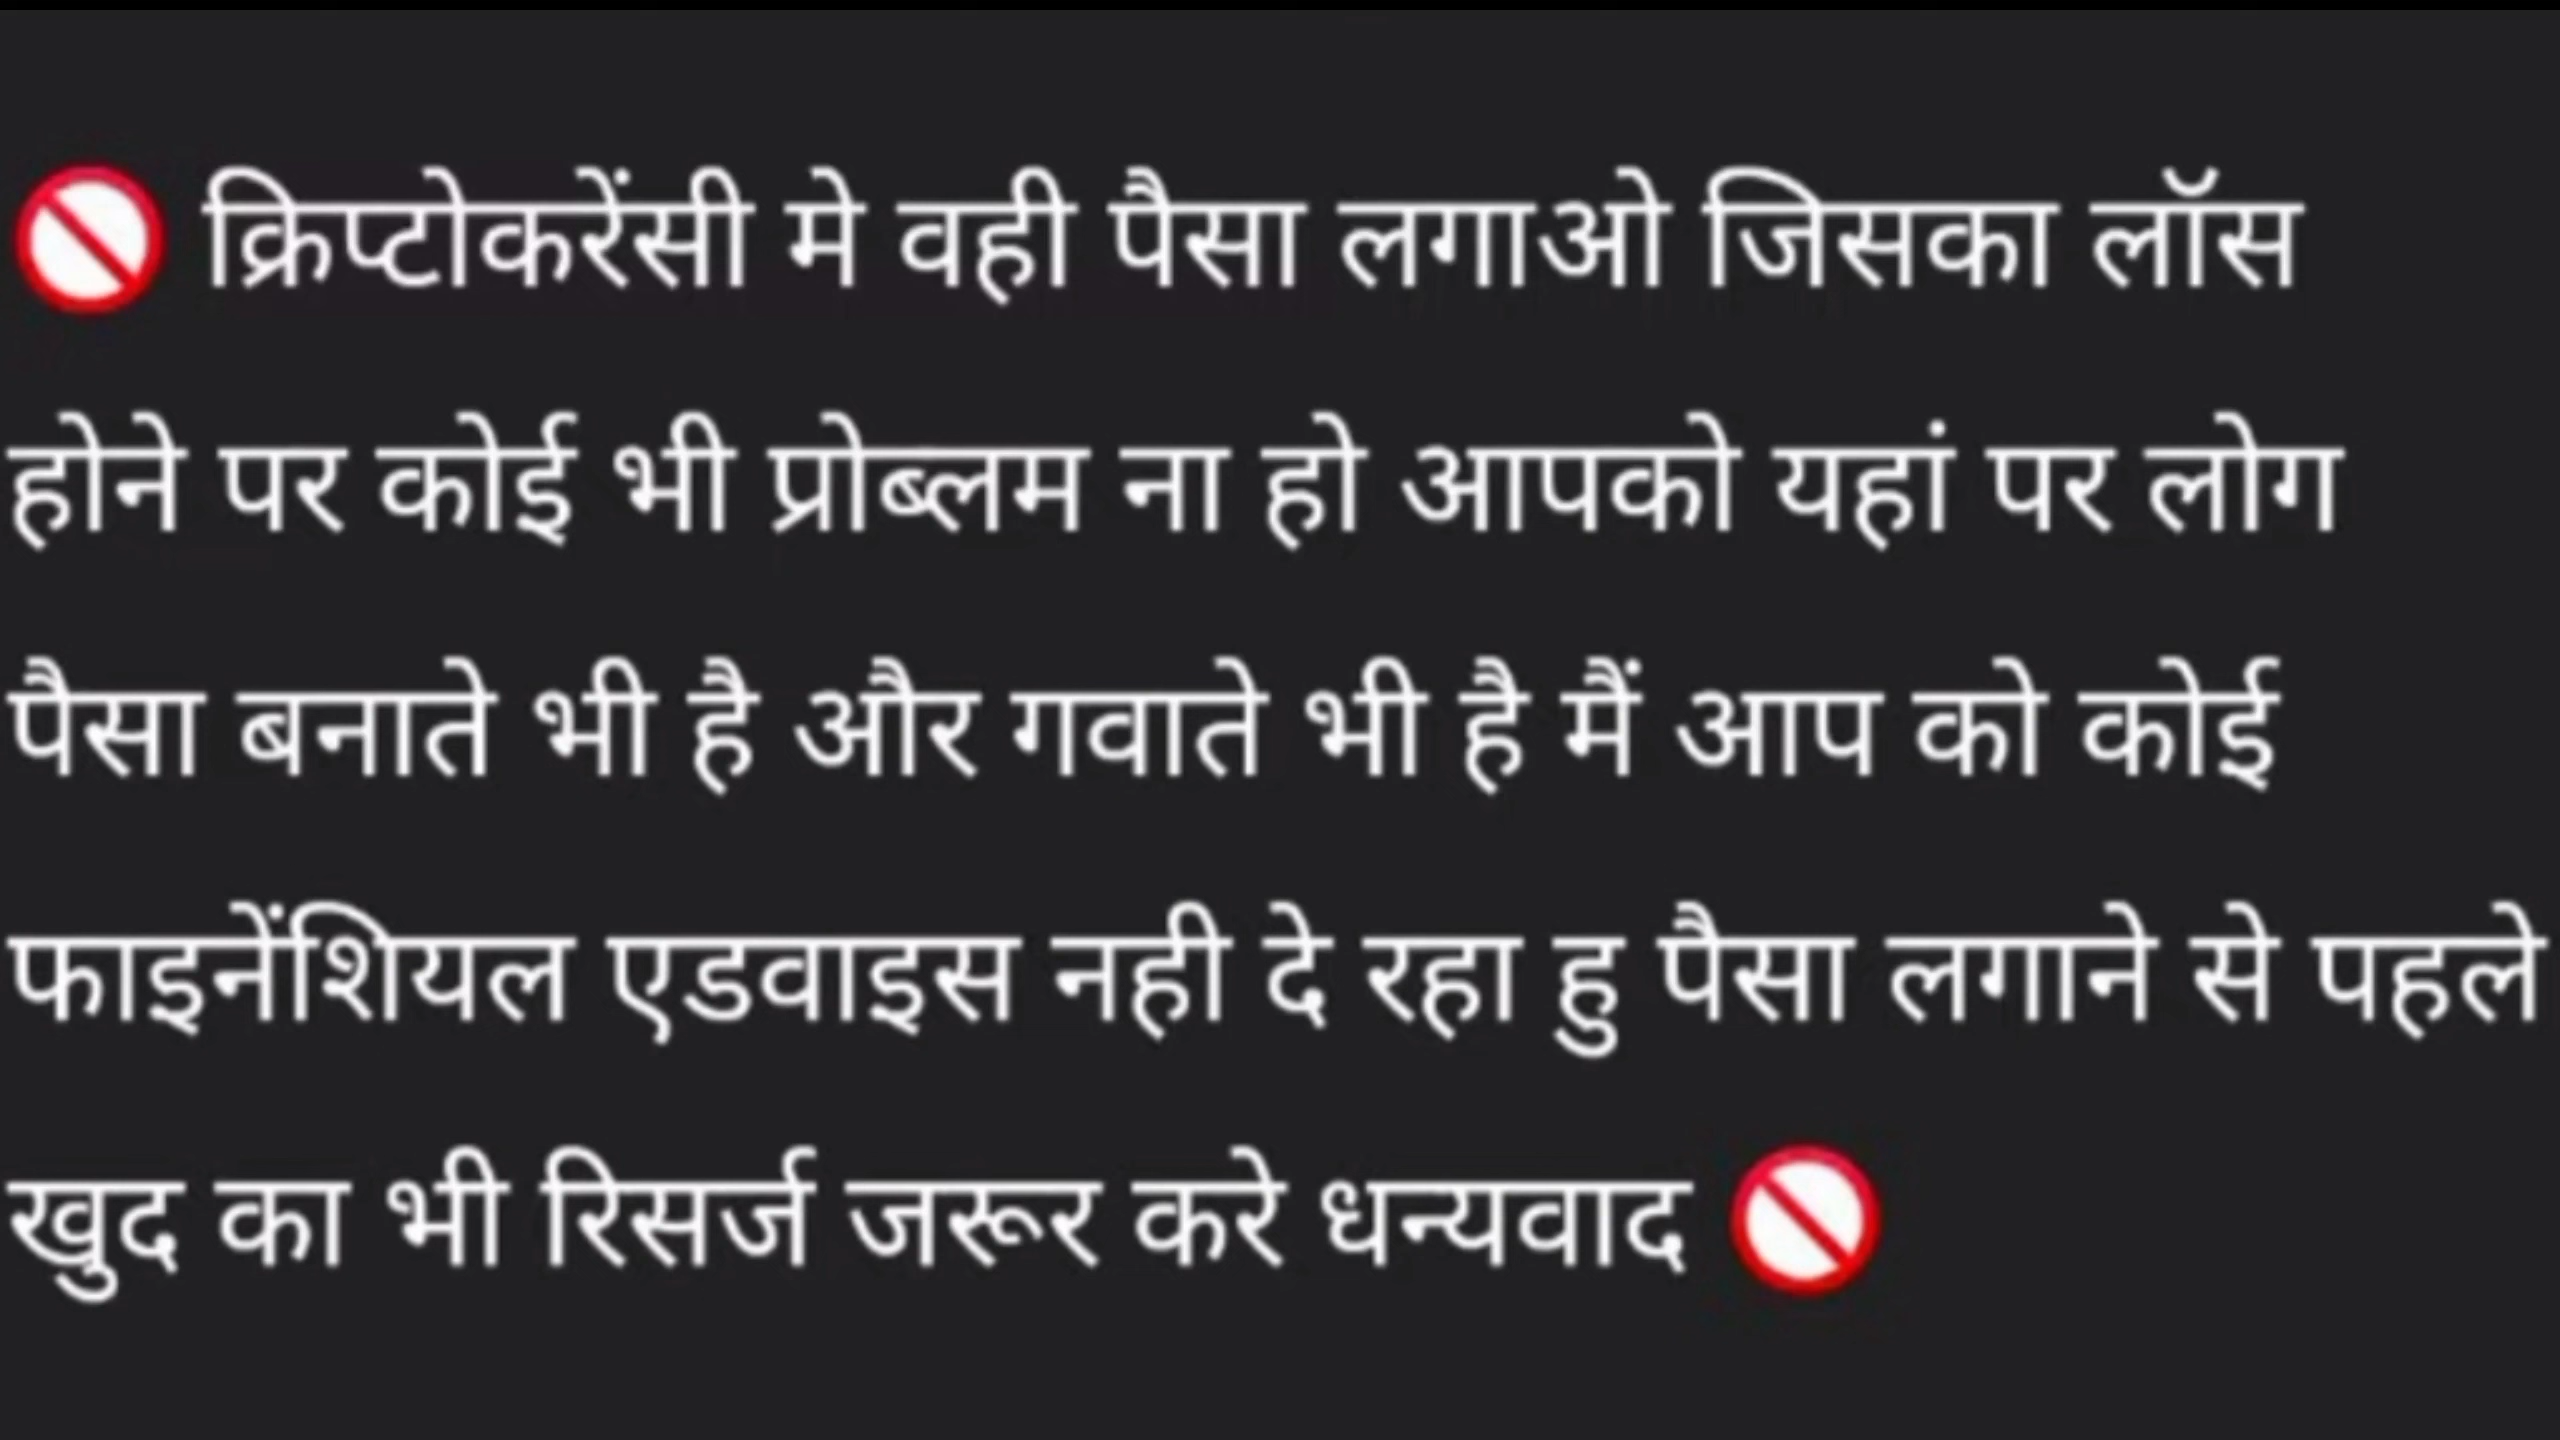 🚫 क्रिप्टोकरेंसी मे वही पैसा लगाओ जिसका लॉस
होने पर कोई भी प्रोब्लम ना हो आपको यहां पर लोग
पैसा बनाते भी है और गवाते भी है मैं आप को कोई
फाइनेंशियल एडवाइस नही दे रहा हु पैसा लगाने से पहले
खुद का भी रिसर्ज जरूर करे धन्यवाद 🚫